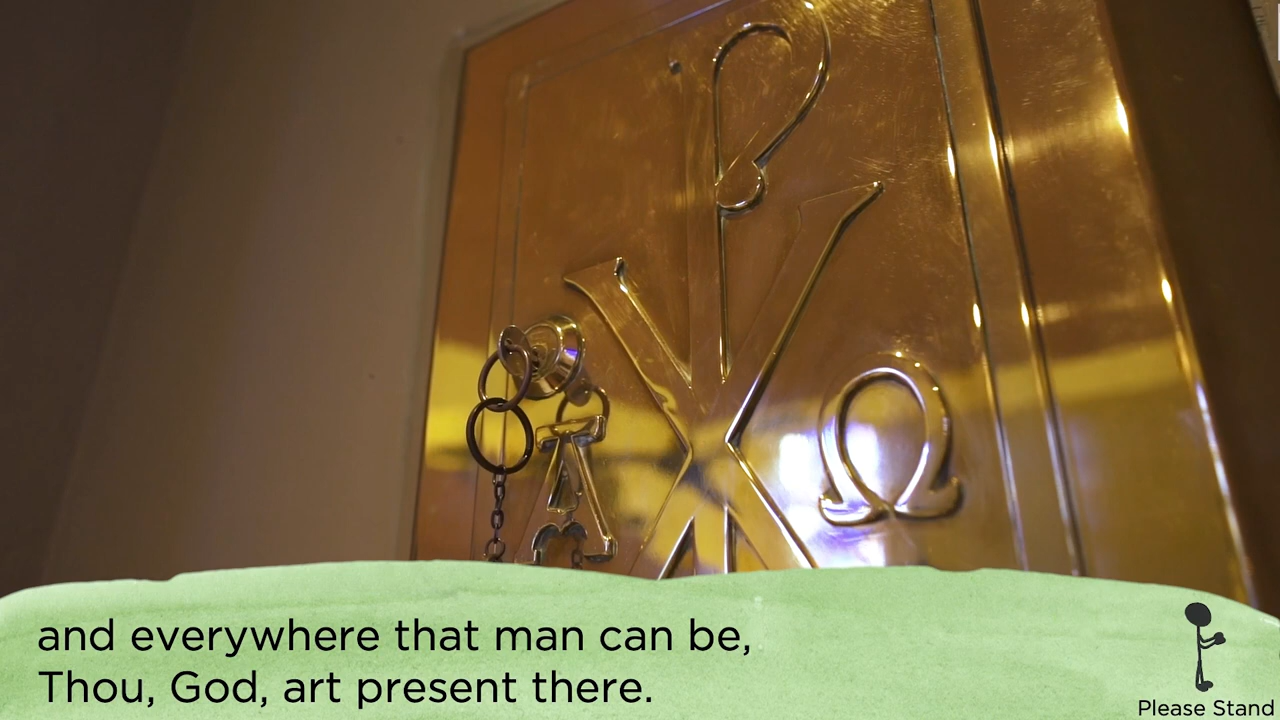 Α
Ω
and everywhere that man can be,
Thou, God, art present there.
Please Stand